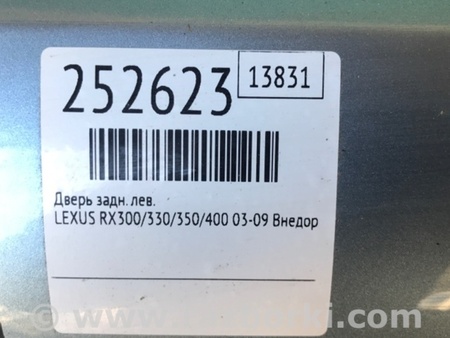 252623
13831
Дверь задн. лев.
LEXUS RX300/330/350/400 03-09 Внедор